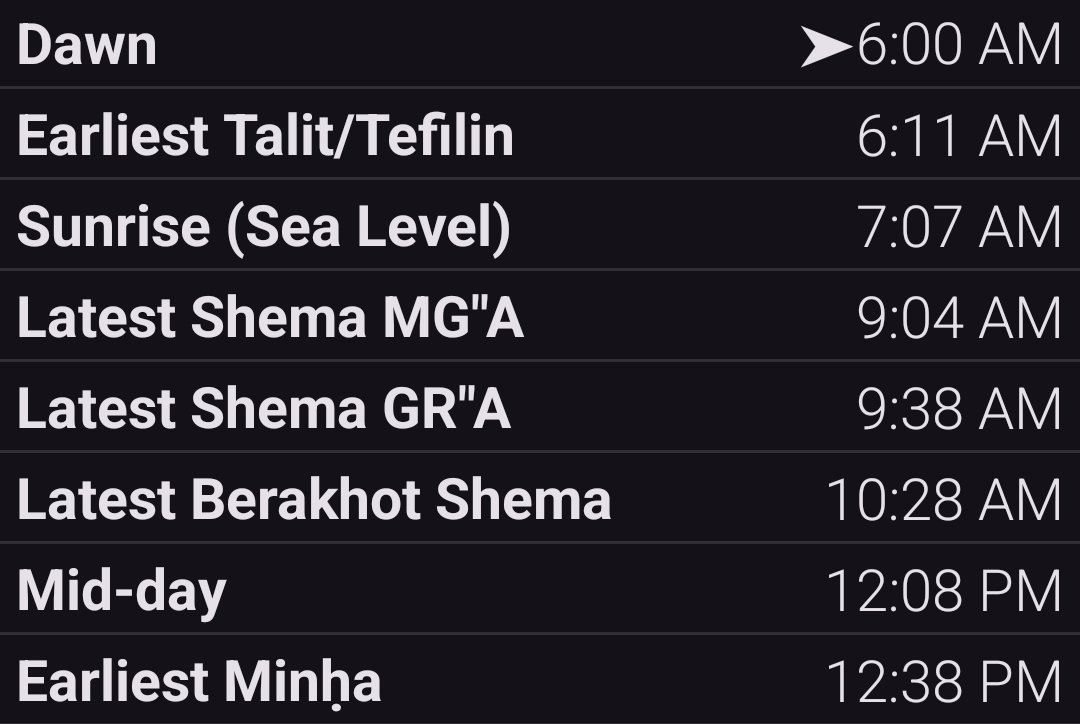 Dawn ➤6:00 AM
Earliest Talit/Tefilin 6:11 AM
Sunrise (Sea Level) 7:07 AM
Latest Shema MG"A 9:04 AM
Latest Shema GR"A 9:38 AM
Latest Berakhot Shema 10:28 AM
Mid-day 12:08 PM
Earliest Minḥa 12:38 PM